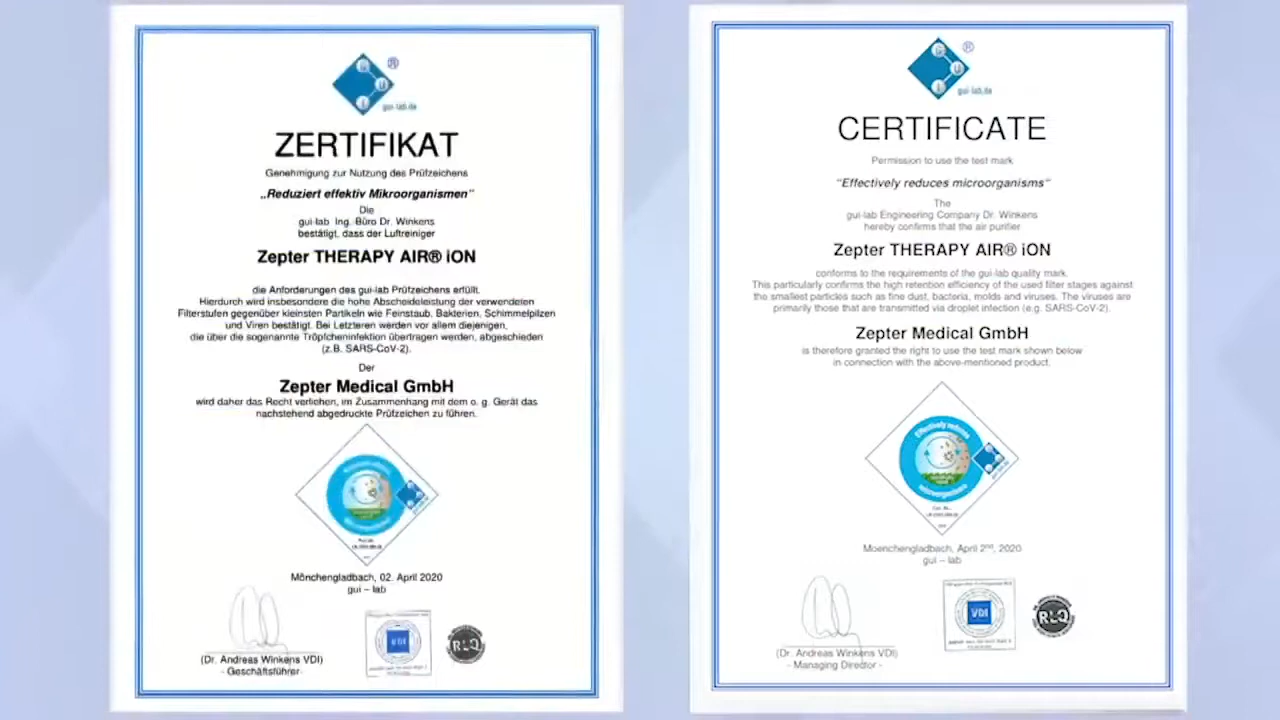 G
U
I
®
gui-lab.de
ZERTIFIKAT
Genehmigung zur Nutzung des Prüfzeichens
„Reduziert effektiv Mikroorganismen"
Die
gui-lab Ing. Büro Dr. Winkens
bestätigt, dass der Luftreiniger
Zepter THERAPY AIR® iON
die Anforderungen des gui-lab Prüfzeichens erfüllt.
Hierdurch wird insbesondere die hohe Abscheideleistung der verwendeten
Filterstufen gegenüber kleinsten Partikeln wie Feinstaub, Bakterien, Schimmelpilzen
und Viren bestätigt. Bei Letzteren werden vor allem diejenigen,
die über die sogenannte Tröpfcheninfektion übertragen werden, abgeschieden
(z.B. SARS-CoV-2).
Der
Zepter Medical GmbH
wird daher das Recht verliehen, im Zusammenhang mit dem o. g. Gerät das
nachstehend abgedruckte Prüfzeichen zu führen.
Mönchengladbach, 02. April 2020
gui – lab
VDI
RLQ
(Dr. Andreas Winkens VDI)
- Geschäftsführer-
G
U
I
®
gui-lab.de
CERTIFICATE
Permission to use the test mark
"Effectively reduces microorganisms"
The
gui-lab Engineering Company Dr. Winkens
hereby confirms that the air purifier
Zepter THERAPY AIR® iON
conforms to the requirements of the gui-lab quality mark.
This particularly confirms the high retention efficiency of the used filter stages against
the smallest particles such as fine dust, bacteria, molds and viruses. The viruses are
primarily those that are transmitted via droplet infection (e.g. SARS-CoV-2).
Zepter Medical GmbH
is therefore granted the right to use the test mark shown below
in connection with the above-mentioned product.
Effectively reduces
microorganisms
Moenchengladbach, April 2nd, 2020
gui – lab
VDI
RLQ
(Dr. Andreas Winkens VDI)
- Managing Director -